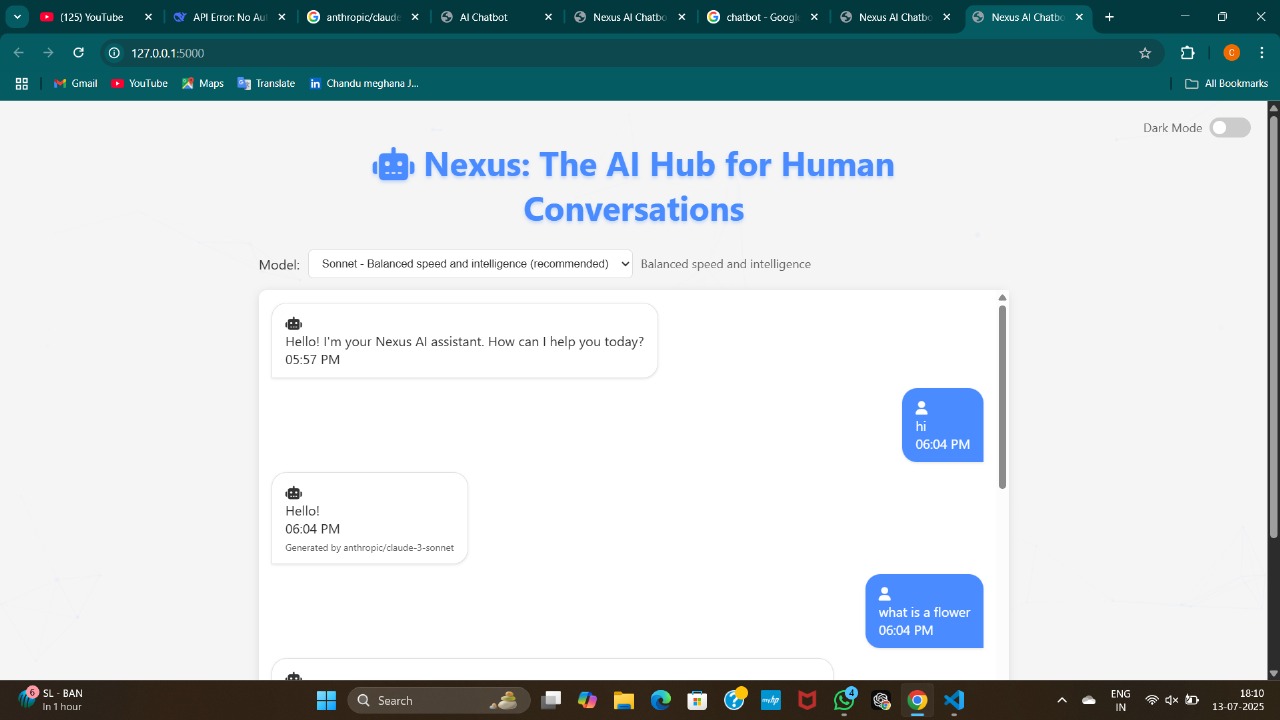 (125) YouTube
API Error: No Aut
anthropic/claude
AI Chatbot
Nexus AI Chatbo
chatbot - Google
Nexus AI Chatbo
Nexus AI Chatbo
127.0.0.1:5000
C
Gmail
YouTube
Maps
Translate
Chandu meghana J...
All Bookmarks
Dark Mode
Nexus: The AI Hub for Human
Conversations
Model:
Sonnet - Balanced speed and intelligence (recommended)
Balanced speed and intelligence
Hello! I'm your Nexus AI assistant. How can I help you today?
05:57 PM
hi
06:04 PM
Hello!
06:04 PM
Generated by anthropic/claude-3-sonnet
what is a flower
06:04 PM
6
SL - BAN
In 1 hour
Search
4
ENG
IN
18:10
13-07-2025